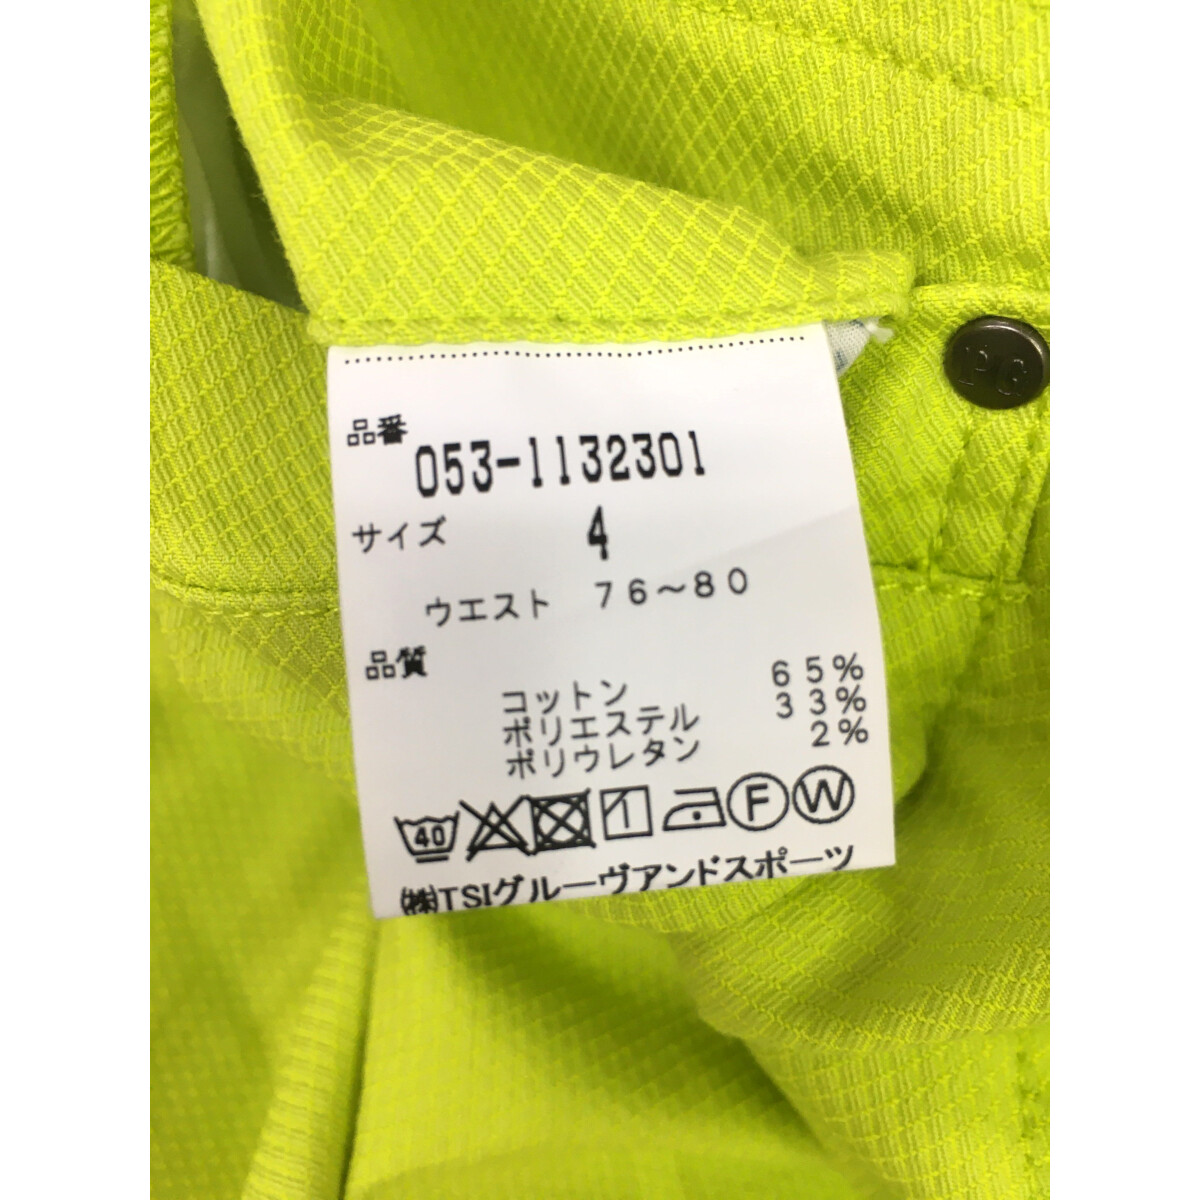 品番
053-1132301
サイズ 4
ウエスト 76～80
品質
コットン 65%
ポリエステル 33%
ポリウレタン 2%
40 F W
㈱TSIグルーヴアンドスポーツ
PG